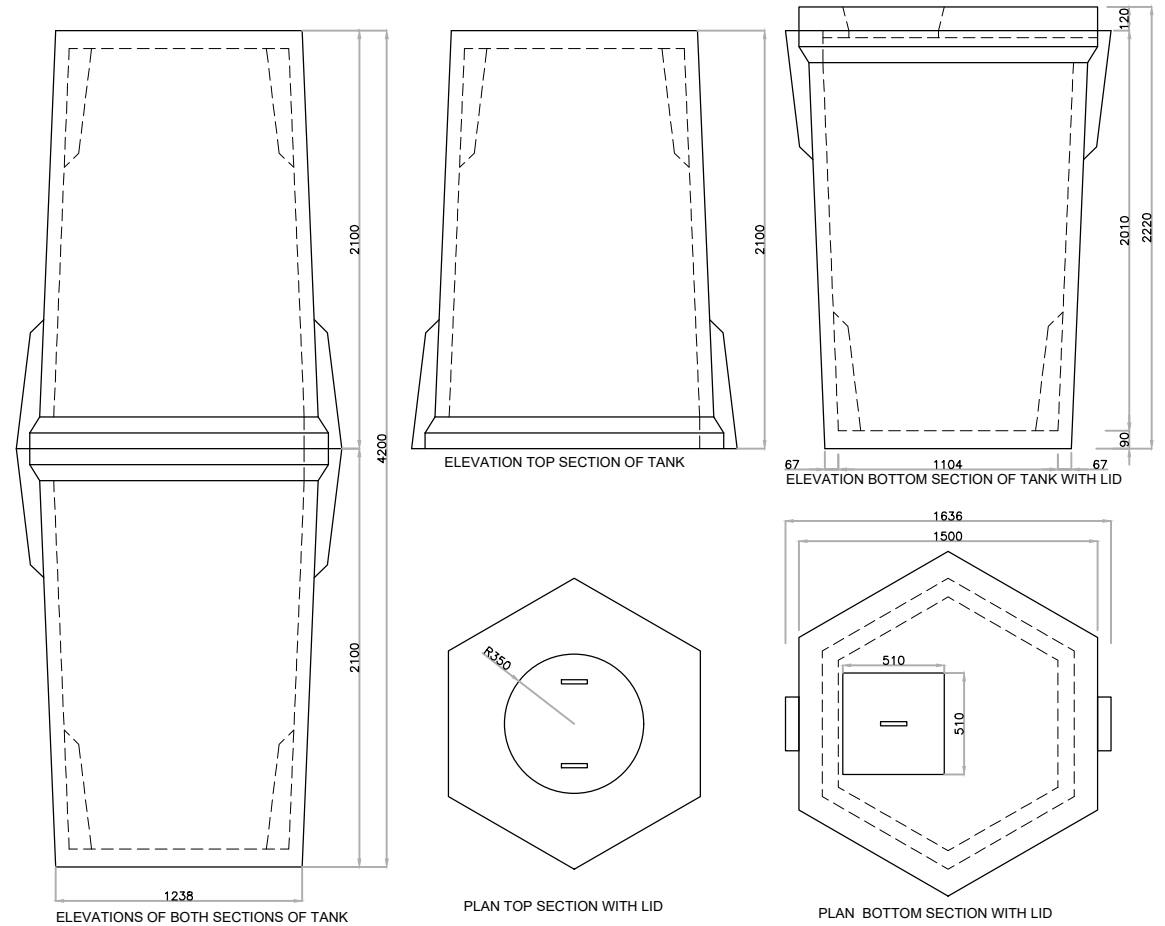 2100
4200
2100
1238
ELEVATIONS OF BOTH SECTIONS OF TANK
2100
ELEVATION TOP SECTION OF TANK
120
2010
2220
90
67
1104
67
ELEVATION BOTTOM SECTION OF TANK WITH LID
R350
PLAN TOP SECTION WITH LID
1636
1500
510
510
PLAN BOTTOM SECTION WITH LID